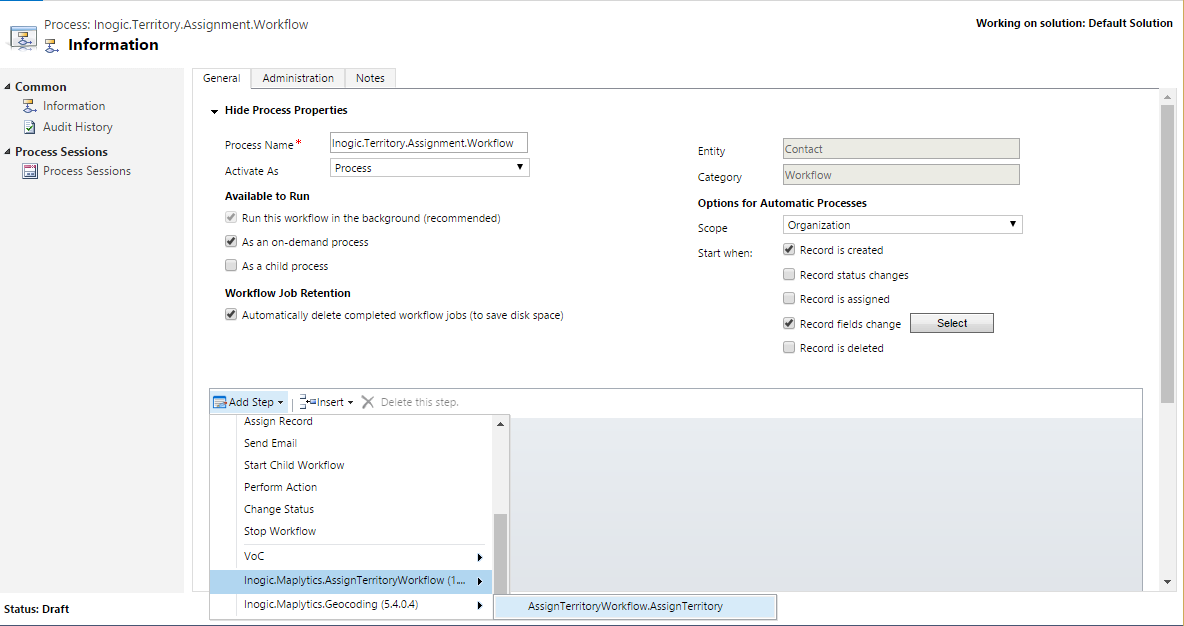 Process: Inogic.Territory.Assignment.Workflow
Information
Working on solution: Default Solution
Common
Information
Audit History
Process Sessions
Process Sessions
General
Administration
Notes
Hide Process Properties
Process Name*
Inogic.Territory.Assignment.Workflow
Activate As
Process
Available to Run
Run this workflow in the background (recommended)
As an on-demand process
As a child process
Workflow Job Retention
Automatically delete completed workflow jobs (to save disk space)
Entity
Contact
Category
Workflow
Options for Automatic Processes
Scope
Organization
Start when:
Record is created
Record status changes
Record is assigned
Record fields change
Select
Record is deleted
Add Step
Insert
Delete this step.
Assign Record
Send Email
Start Child Workflow
Perform Action
Change Status
Stop Workflow
VoC
Inogic.Maplytics.AssignTerritoryWorkflow (1....
Inogic.Maplytics.Geocoding (5.4.0.4)
AssignTerritoryWorkflow.AssignTerritory
Status: Draft